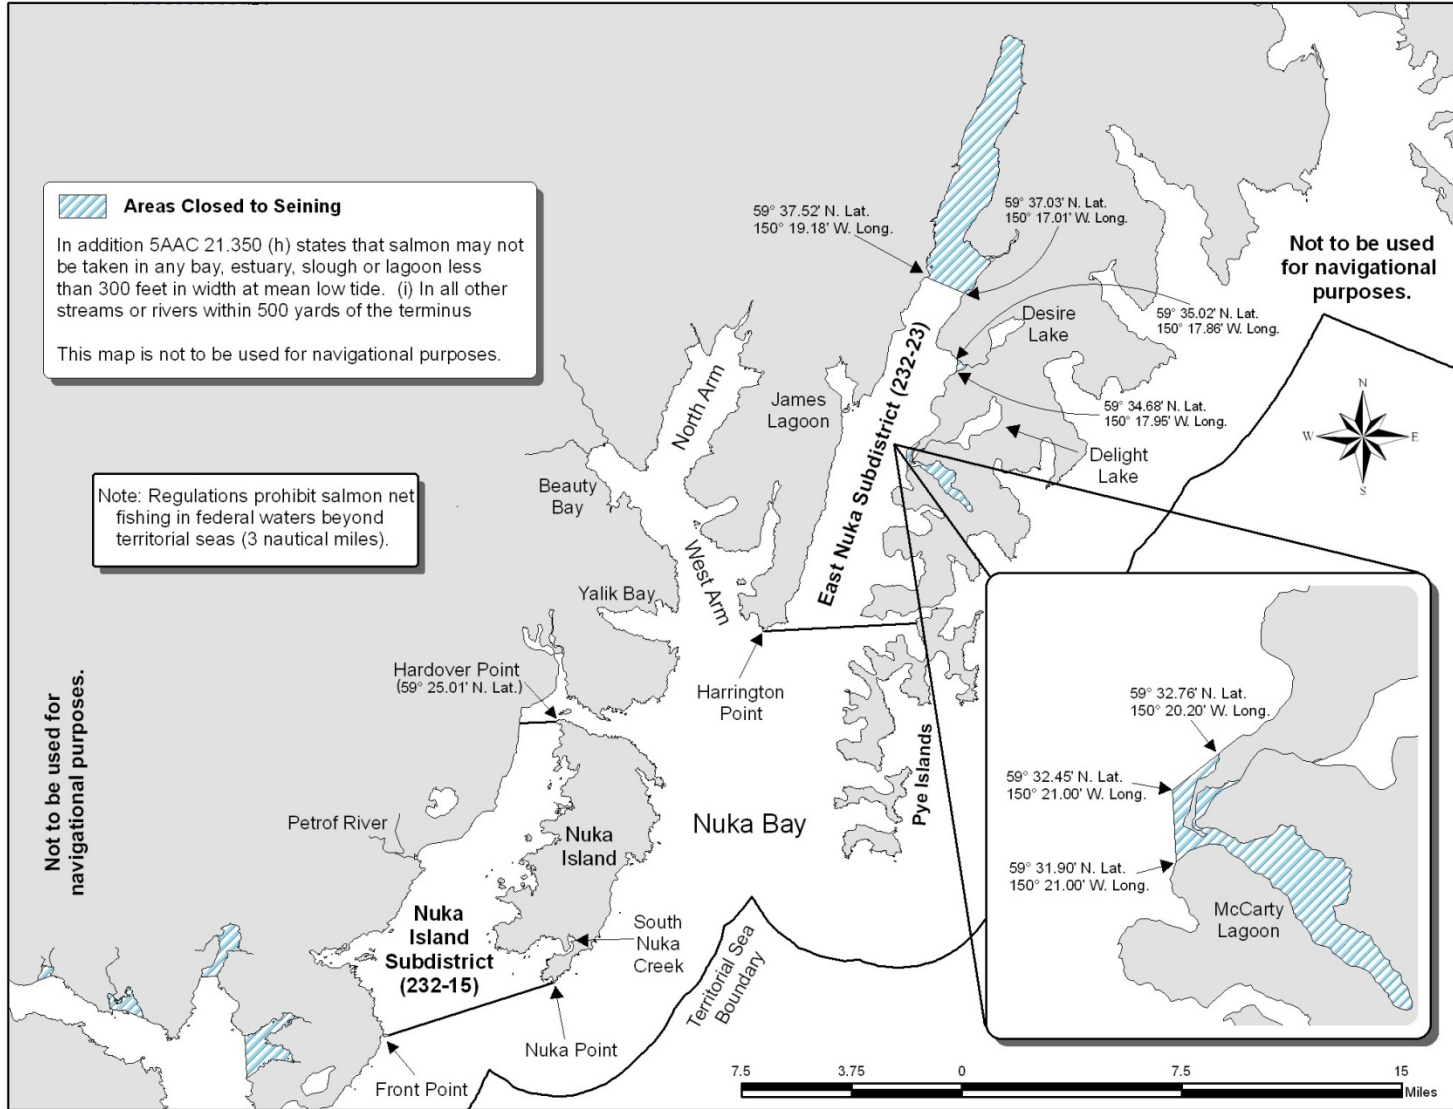 Areas Closed to Seining
In addition 5AAC 21.350 (h) states that salmon may not
be taken in any bay, estuary, slough or lagoon less
than 300 feet in width at mean low tide. (i) In all other
streams or rivers within 500 yards of the terminus
This map is not to be used for navigational purposes.
Note: Regulations prohibit salmon net
fishing in federal waters beyond
territorial seas (3 nautical miles).
Not to be used for
navigational purposes.
59° 37.52' N. Lat.
150° 19.18' W. Long.
59° 37.03' N. Lat.
150° 17.01' W. Long.
Not to be used
for navigational
purposes.
59° 35.02' N. Lat.
150° 17.86' W. Long.
Desire
Lake
59° 34.68' N. Lat.
150° 17.95' W. Long.
Delight
Lake
N
W
E
S
North Arm
James
Lagoon
East Nuka Subdistrict (232-23)
Beauty
Bay
West Arm
Yalik Bay
Hardover Point
(59° 25.01' N. Lat.)
Harrington
Point
Pye Islands
Petrof River
Nuka
Island
Nuka Bay
Nuka
Island
Subdistrict
(232-15)
South
Nuka
Creek
Territorial Sea
Boundary
Nuka Point
Front Point
59° 32.76' N. Lat.
150° 20.20' W. Long.
59° 32.45' N. Lat.
150° 21.00' W. Long.
59° 31.90' N. Lat.
150° 21.00' W. Long.
McCarty
Lagoon
7.5 3.75 0 7.5 15
Miles